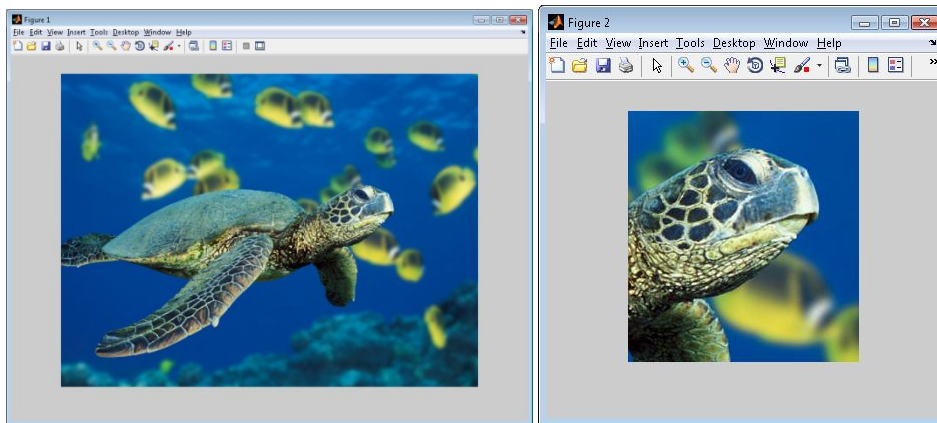 Figure 1
File Edit View Insert Tools Desktop Window Help
Figure 2
File Edit View Insert Tools Desktop Window Help